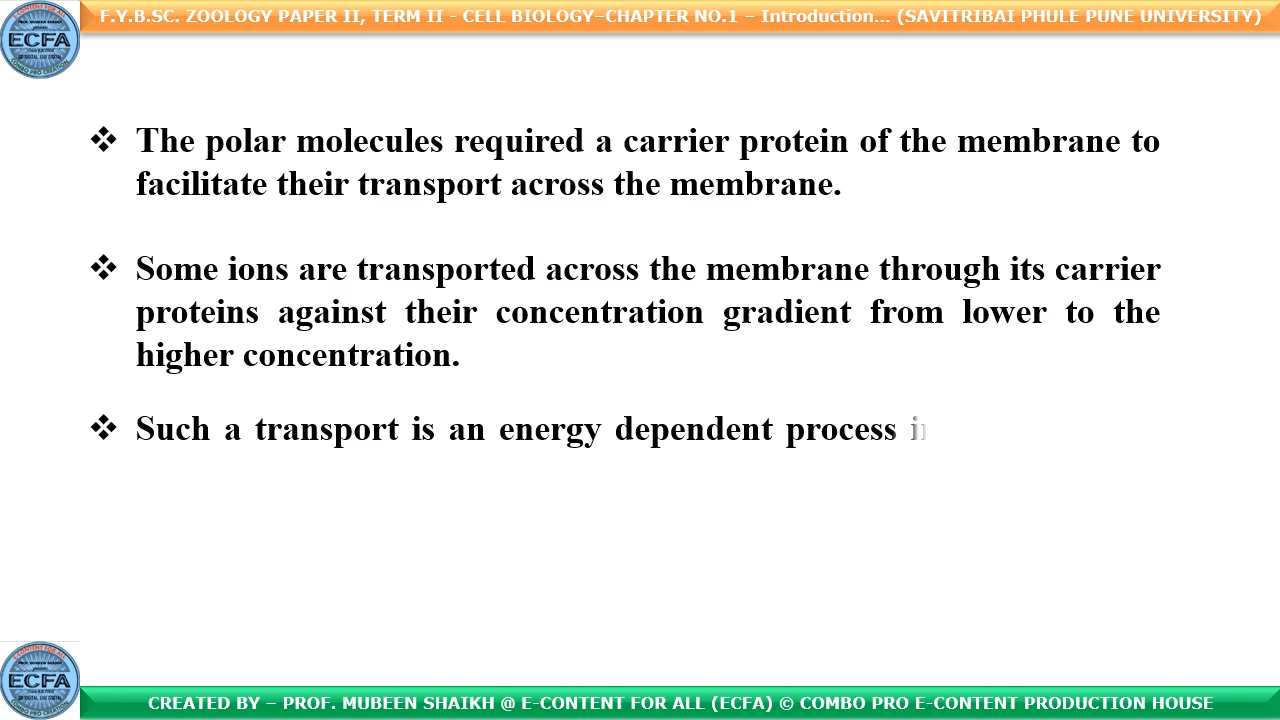 F.Y.B.SC. ZOOLOGY PAPER II, TERM II - CELL BIOLOGY–CHAPTER NO.1 – Introduction... (SAVITRIBAI PHULE PUNE UNIVERSITY)
ECFA
❖ The polar molecules required a carrier protein of the membrane to
facilitate their transport across the membrane.
❖ Some ions are transported across the membrane through its carrier
proteins against their concentration gradient from lower to the
higher concentration.
❖ Such a transport is an energy dependent process
ECFA
CREATED BY – PROF. MUBEEN SHAIKH @ E-CONTENT FOR ALL (ECFA) © COMBO PRO E-CONTENT PRODUCTION HOUSE